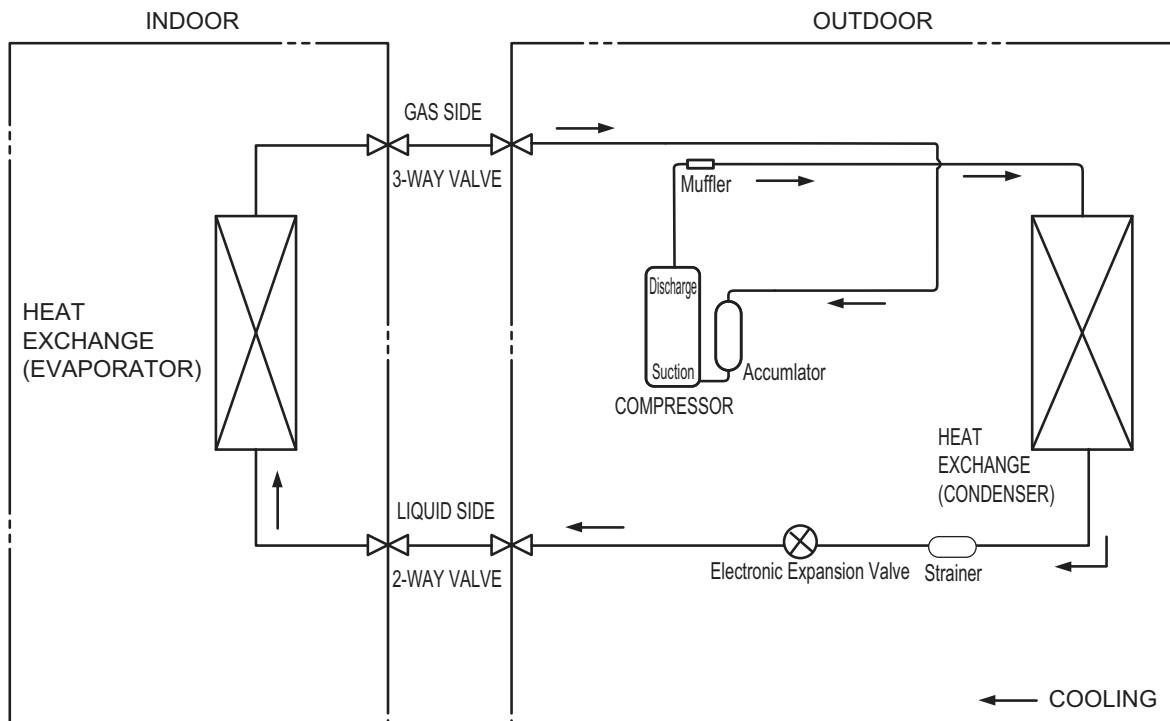 INDOOR
OUTDOOR
GAS SIDE
3-WAY VALVE
Muffler
Discharge
Suction
COMPRESSOR
Accumlator
HEAT
EXCHANGE
(EVAPORATOR)
HEAT
EXCHANGE
(CONDENSER)
LIQUID SIDE
2-WAY VALVE
Electronic Expansion Valve
Strainer
COOLING